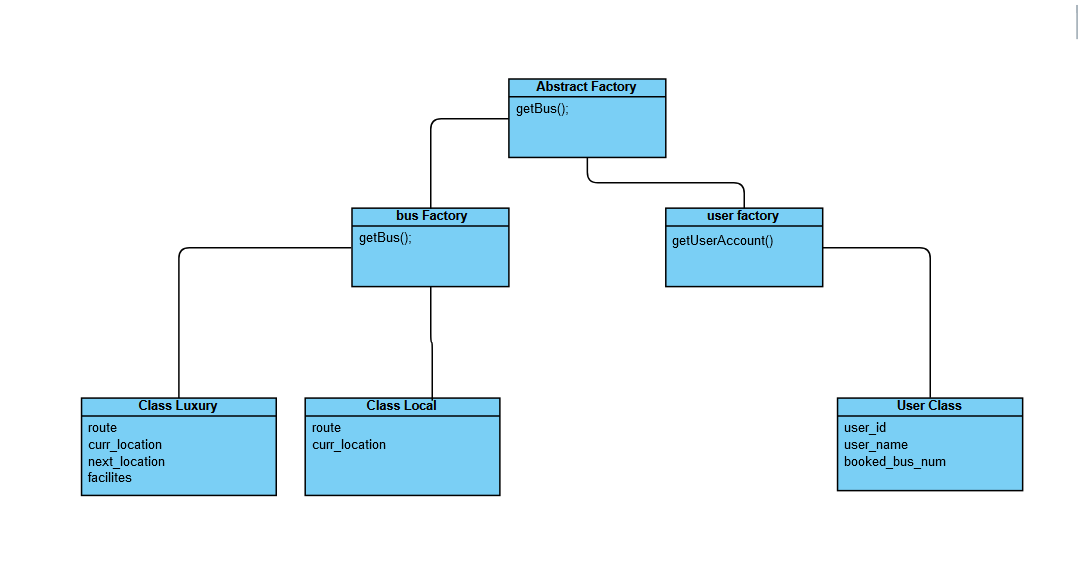 Abstract Factory
getBus();
bus Factory
getBus();
user factory
getUserAccount()
Class Luxury
route
curr_location
next_location
facilites
Class Local
route
curr_location
User Class
user_id
user_name
booked_bus_num